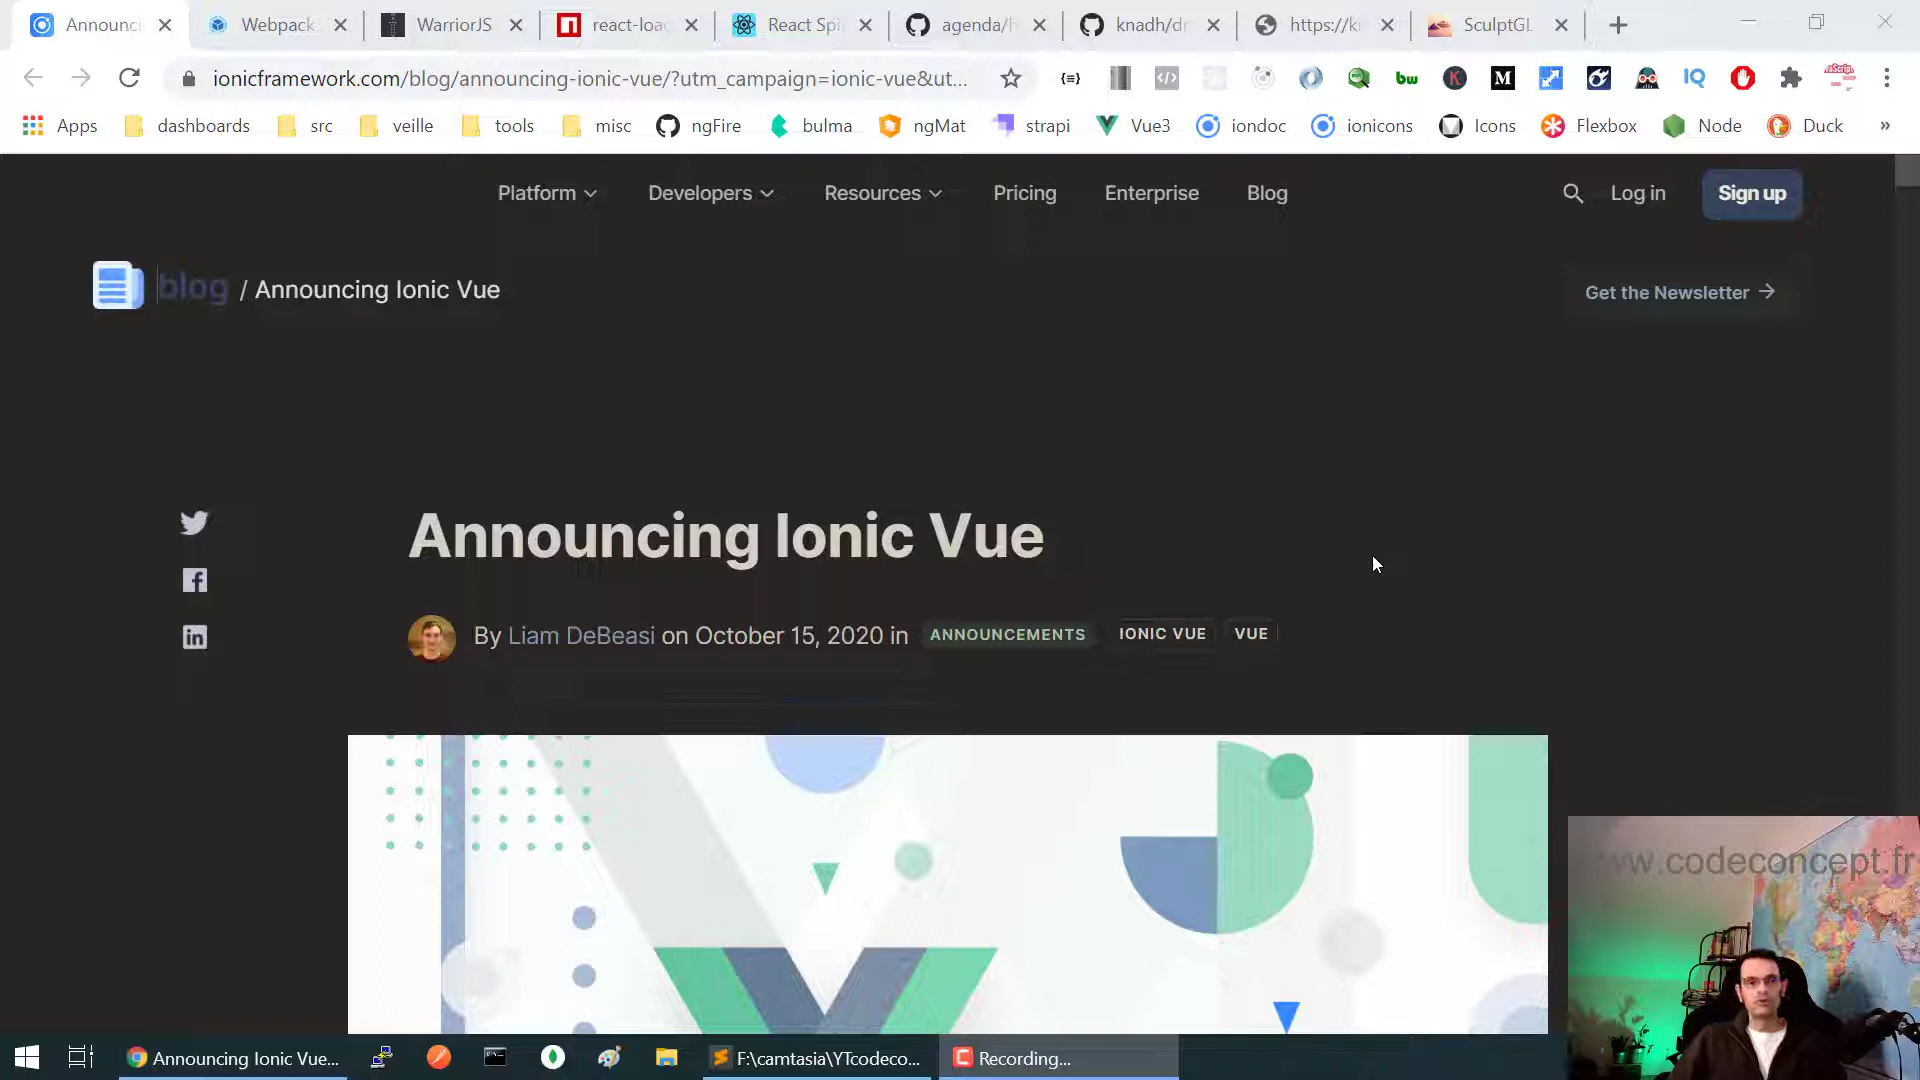 Announci
Webpack
WarriorJS
react-load
React Spi
agenda/h
knadh/dr
https://kr
SculptGL
ionicframework.com/blog/announcing-ionic-vue/?utm_campaign=ionic-vue&ut...
Apps
dashboards
src
veille
tools
misc
ngFire
bulma
ngMat
strapi
Vue3
iondoc
ionicons
Icons
Flexbox
Node
Duck
»
Platform
Developers
Resources
Pricing
Enterprise
Blog
Log in
Sign up
blog / Announcing Ionic Vue
Get the Newsletter →
Announcing Ionic Vue
By Liam DeBeasi on October 15, 2020 in ANNOUNCEMENTS IONIC VUE VUE
ww.codeconcept.fr
Announcing Ionic Vue...
F:\camtasia\YTcodeco...
Recording...